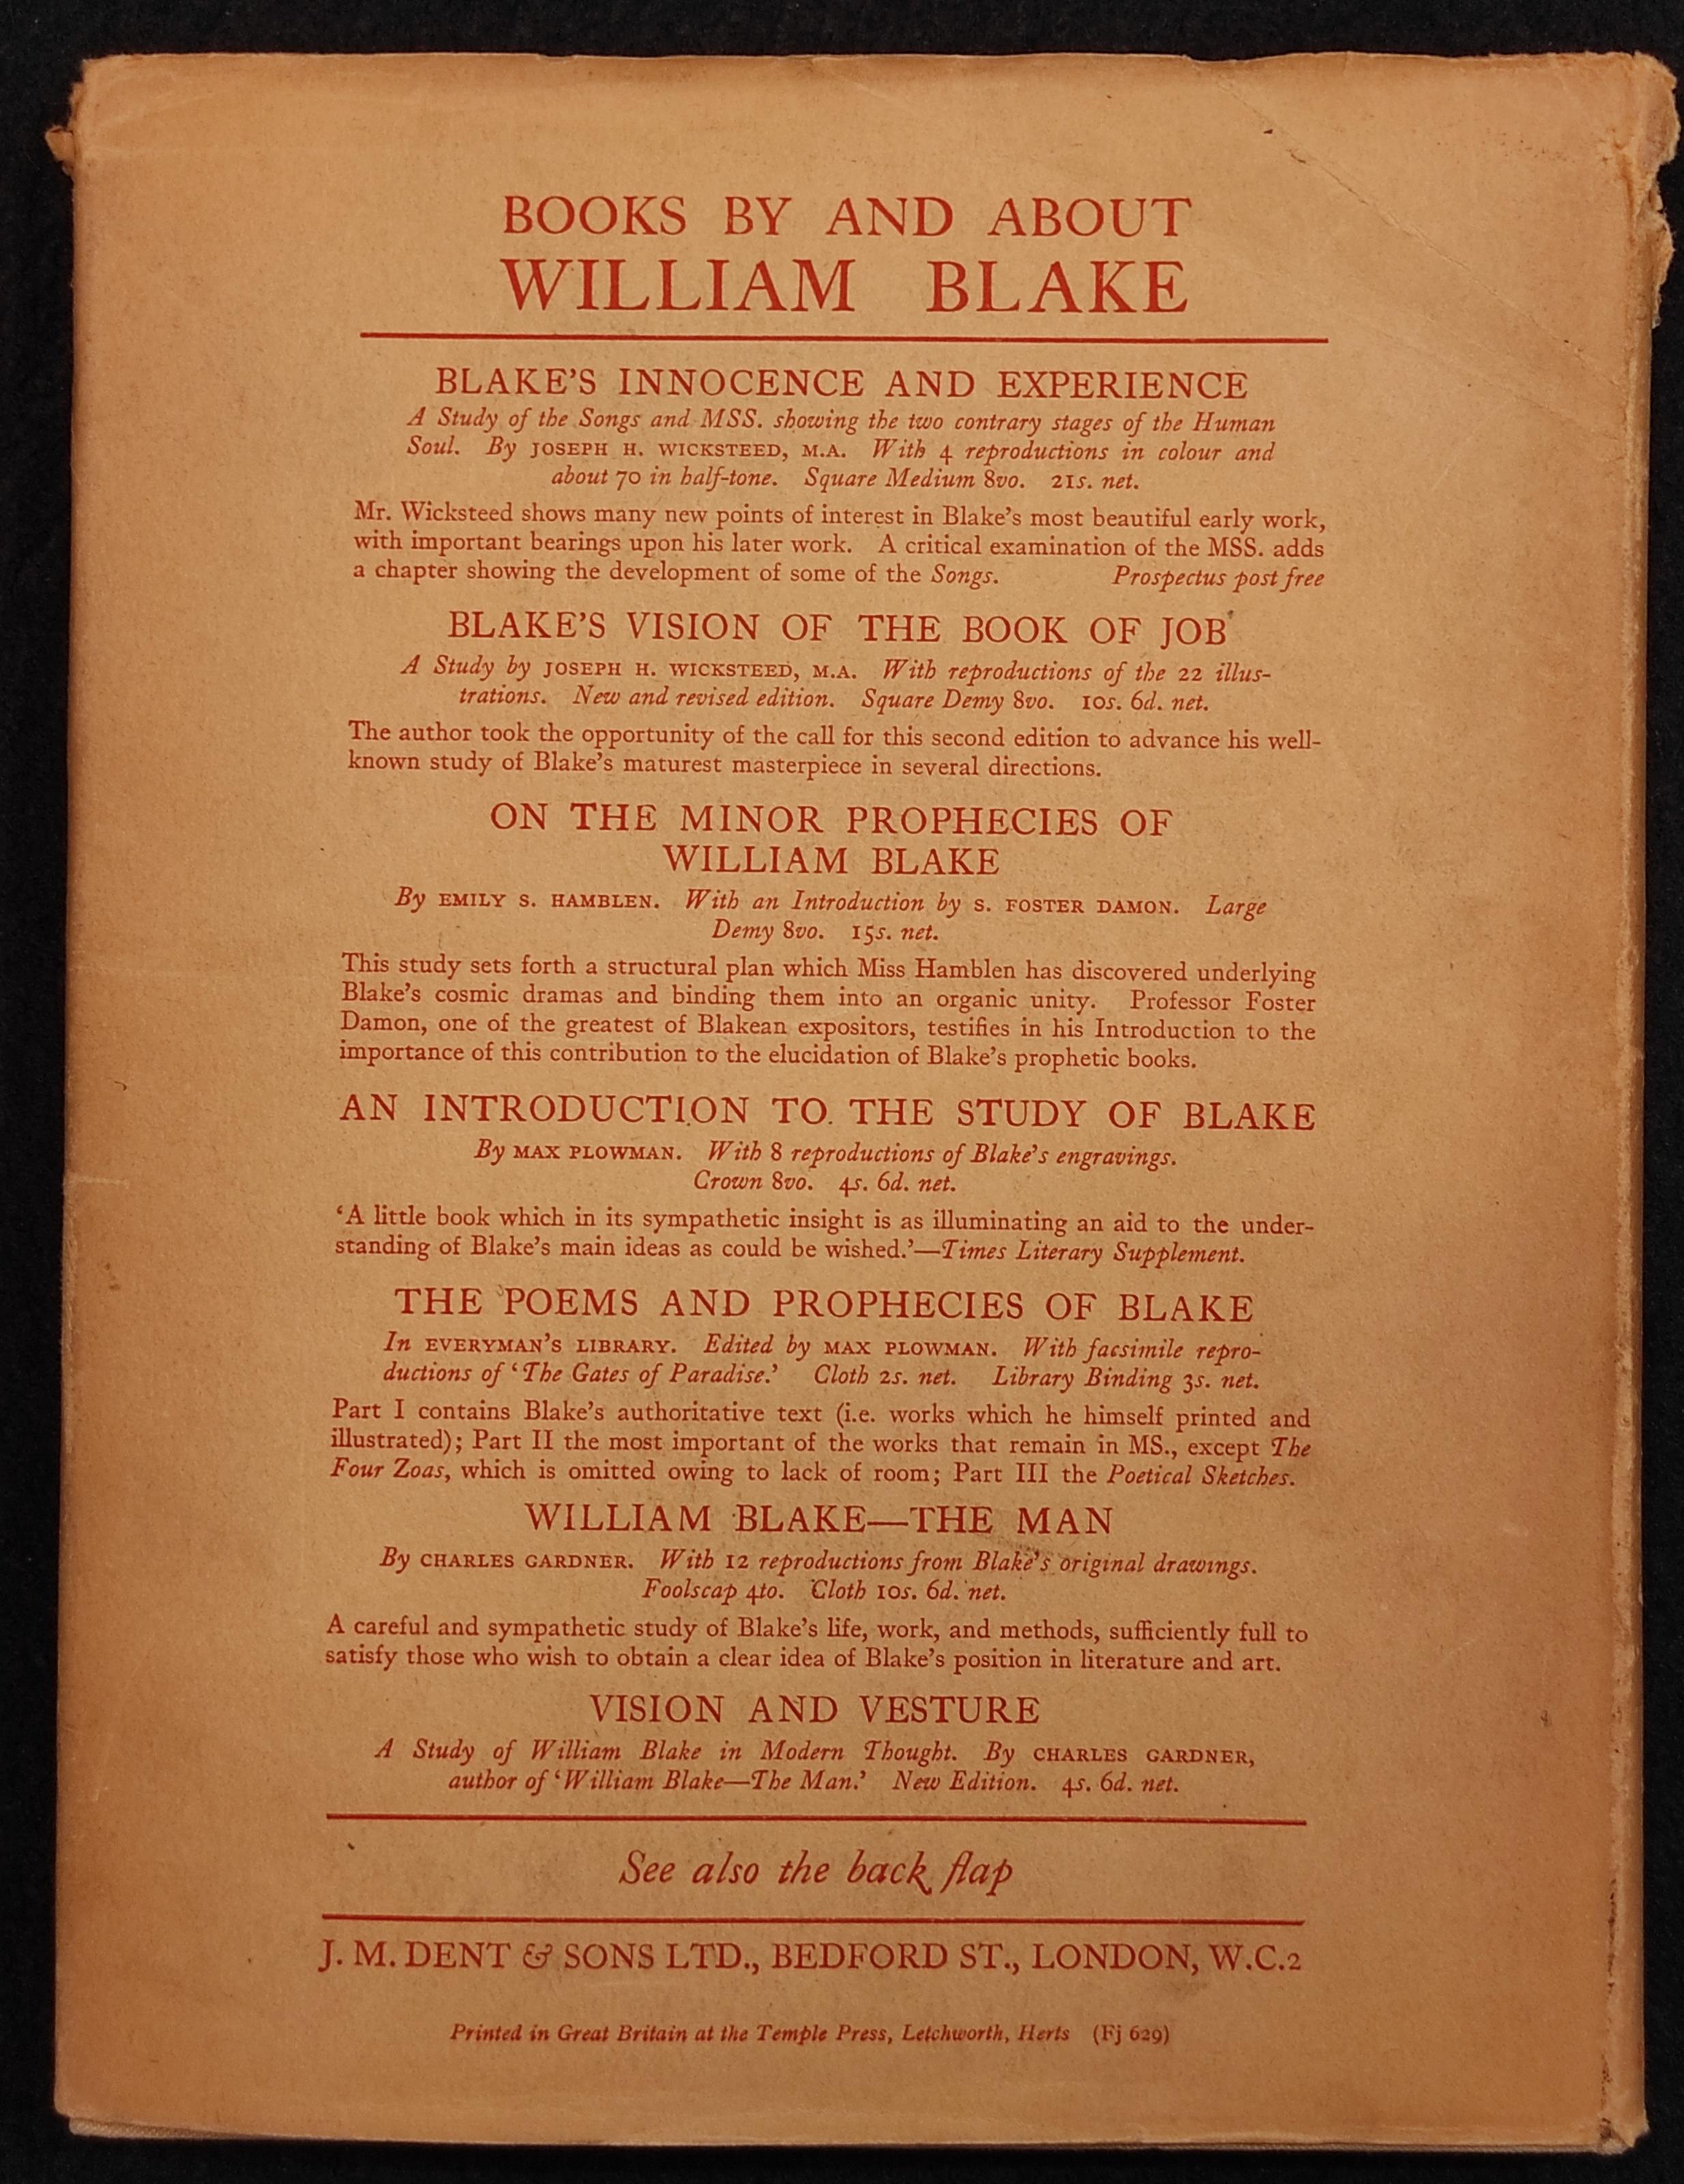 BOOKS BY AND ABOUT
WILLIAM BLAKE
BLAKE'S INNOCENCE AND EXPERIENCE
A Study of the Songs and MSS. showing the two contrary stages of the Human
Soul. By JOSEPH H. WICKSTEED, M.A. With 4 reproductions in colour and
about 70 in half-tone. Square Medium 8vo. 21s. net.
Mr. Wicksteed shows many new points of interest in Blake's most beautiful early work,
with important bearings upon his later work. A critical examination of the MSS. adds
a chapter showing the development of some of the Songs. Prospectus post free
BLAKE'S VISION OF THE BOOK OF JOB
A Study by JOSEPH H. WICKSTEED, M.A. With reproductions of the 22 illus-
trations. New and revised edition. Square Demy 8vo. 10s. 6d. net.
The author took the opportunity of the call for this second edition to advance his well-
known study of Blake's maturest masterpiece in several directions.
ON THE MINOR PROPHECIES OF
WILLIAM BLAKE
By EMILY S. HAMBLEN. With an Introduction by S. FOSTER DAMON. Large
Demy 8vo. 15s. net.
This study sets forth a structural plan which Miss Hamblen has discovered underlying
Blake's cosmic dramas and binding them into an organic unity. Professor Foster
Damon, one of the greatest of Blakean expositors, testifies in his Introduction to the
importance of this contribution to the elucidation of Blake's prophetic books.
AN INTRODUCTION TO THE STUDY OF BLAKE
By MAX PLOWMAN. With 8 reproductions of Blake's engravings.
Crown 8vo. 4s. 6d. net.
'A little book which in its sympathetic insight is as illuminating an aid to the under-
standing of Blake's main ideas as could be wished.'—Times Literary Supplement.
THE POEMS AND PROPHECIES OF BLAKE
In EVERYMAN'S LIBRARY. Edited by MAX PLOWMAN. With facsimile repro-
ductions of 'The Gates of Paradise.' Cloth 2s. net. Library Binding 3s. net.
Part I contains Blake's authoritative text (i.e. works which he himself printed and
illustrated); Part II the most important of the works that remain in MS., except The
Four Zoas, which is omitted owing to lack of room; Part III the Poetical Sketches.
WILLIAM BLAKE—THE MAN
By CHARLES GARDNER. With 12 reproductions from Blake's original drawings.
Foolscap 4to. Cloth 10s. 6d. net.
A careful and sympathetic study of Blake's life, work, and methods, sufficiently full to
satisfy those who wish to obtain a clear idea of Blake's position in literature and art.
VISION AND VESTURE
A Study of William Blake in Modern Thought. By CHARLES GARDNER,
author of 'William Blake—The Man.' New Edition. 4s. 6d. net.
See also the back flap
J. M. DENT & SONS LTD., BEDFORD ST., LONDON, W.C.2
Printed in Great Britain at the Temple Press, Letchworth, Herts (Fj 629)